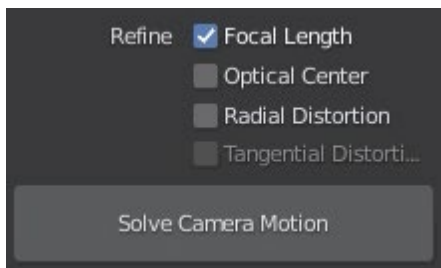 Refine Focal Length
Optical Center
Radial Distortion
Tangential Distorti...
Solve Camera Motion